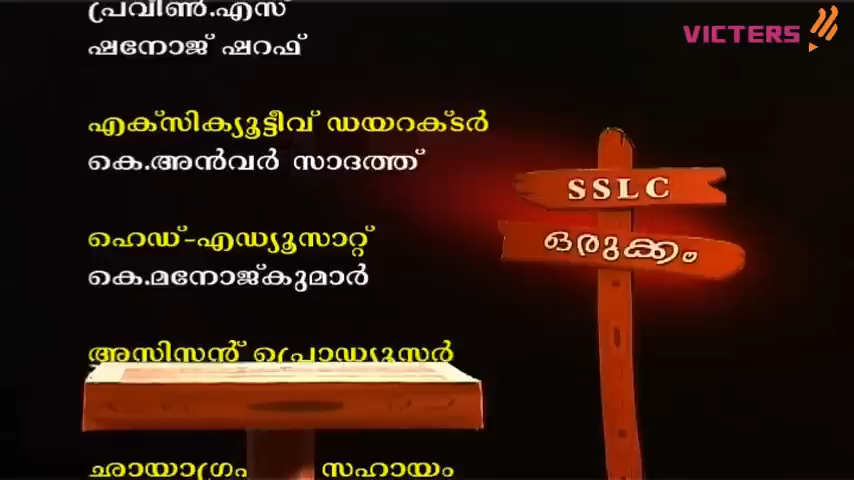 പ്രവീൺ.എസ്
ഷനോജ് ഷറഫ്
VICTERS
എക്സിക്യൂട്ടീവ് ഡയറക്ടർ
കെ.അൻവർ സാദത്ത്
SSLC
ഒരുക്കം
ഹെഡ്-എഡ്യൂസാറ്റ്
കെ.മനോജ്കുമാർ
അസിസന്റ് പ്രൊഡ്യൂസർ
സഹായം